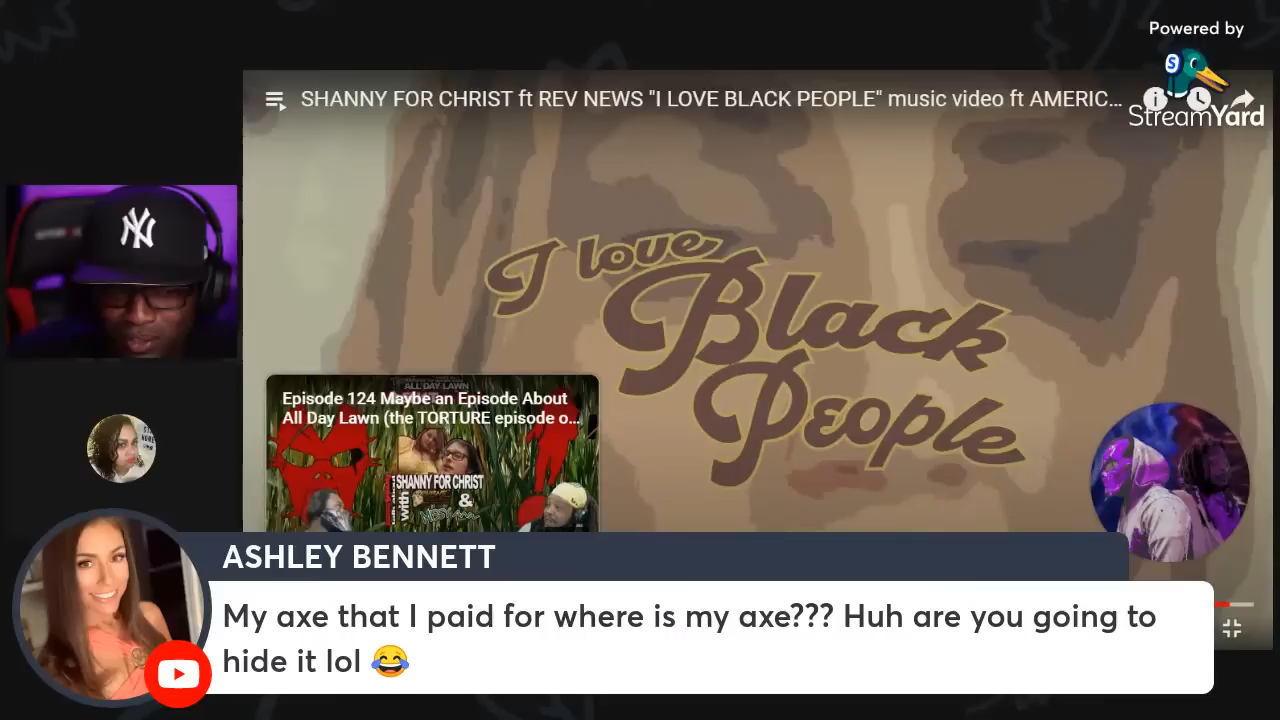 Powered by
StreamYard
SHANNY FOR CHRIST ft REV NEWS "I LOVE BLACK PEOPLE" music video ft AMERIC...
I love
Black
People
ALL DAY LAWN
Episode 124 Maybe an Episode About
All Day Lawn (the TORTURE episode o...
SHANNY FOR CHRIST
with
&
ASHLEY BENNETT
My axe that I paid for where is my axe??? Huh are you going to
hide it lol 😂